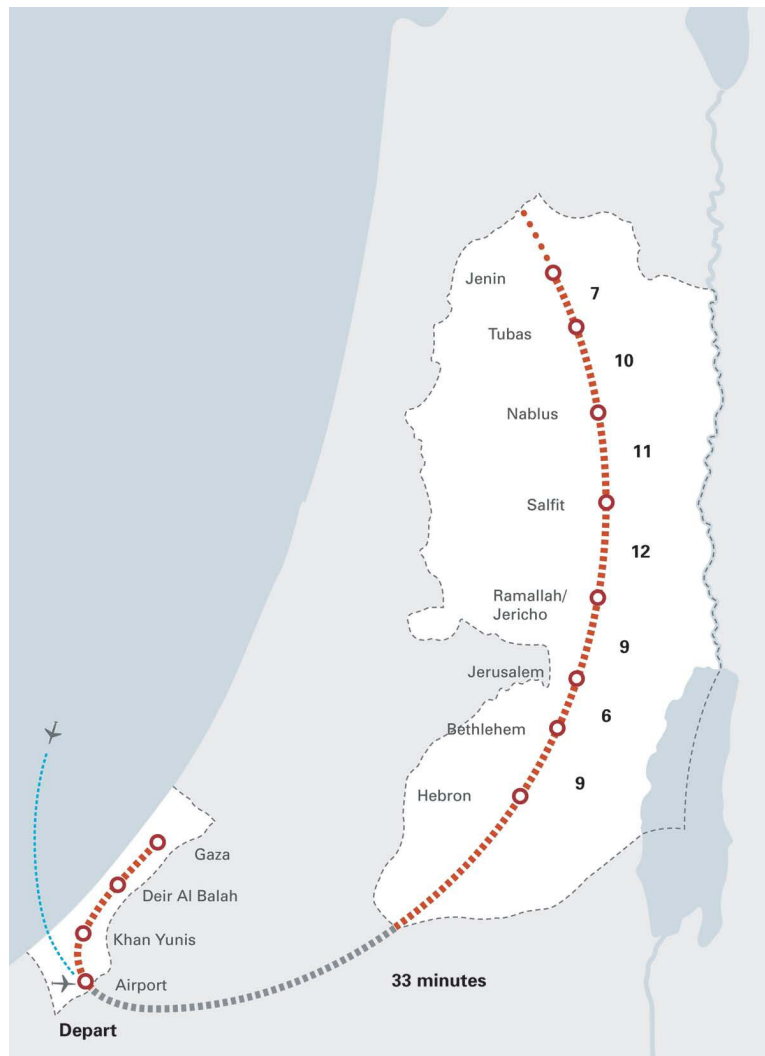 Jenin
7
Tubas
10
Nablus
11
Salfit
12
Ramallah/
Jericho
9
Jerusalem
6
Bethlehem
9
Hebron
Gaza
Deir Al Balah
Khan Yunis
Airport
33 minutes
Depart